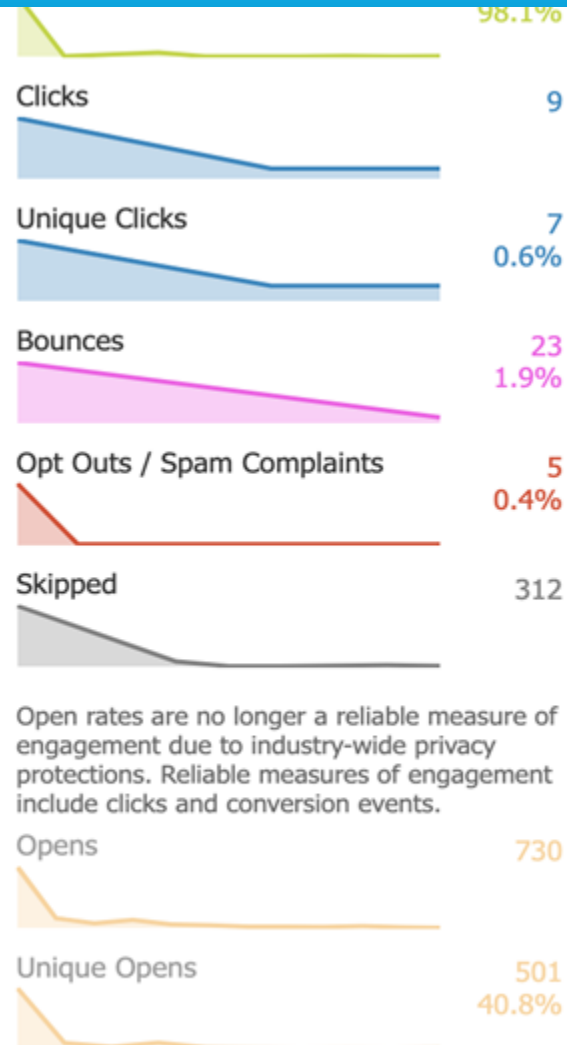 98.1%
Clicks
9
Unique Clicks
7
0.6%
Bounces
23
1.9%
Opt Outs / Spam Complaints
5
0.4%
Skipped
312
Open rates are no longer a reliable measure of
engagement due to industry-wide privacy
protections. Reliable measures of engagement
include clicks and conversion events.
Opens
730
Unique Opens
501
40.8%